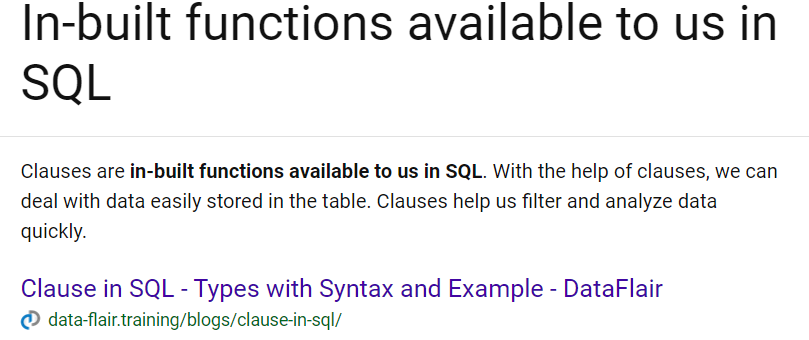 In-built functions available to us in
SQL
Clauses are in-built functions available to us in SQL. With the help of clauses, we can
deal with data easily stored in the table. Clauses help us filter and analyze data
quickly.
Clause in SQL - Types with Syntax and Example - DataFlair
data-flair.training/blogs/clause-in-sql/